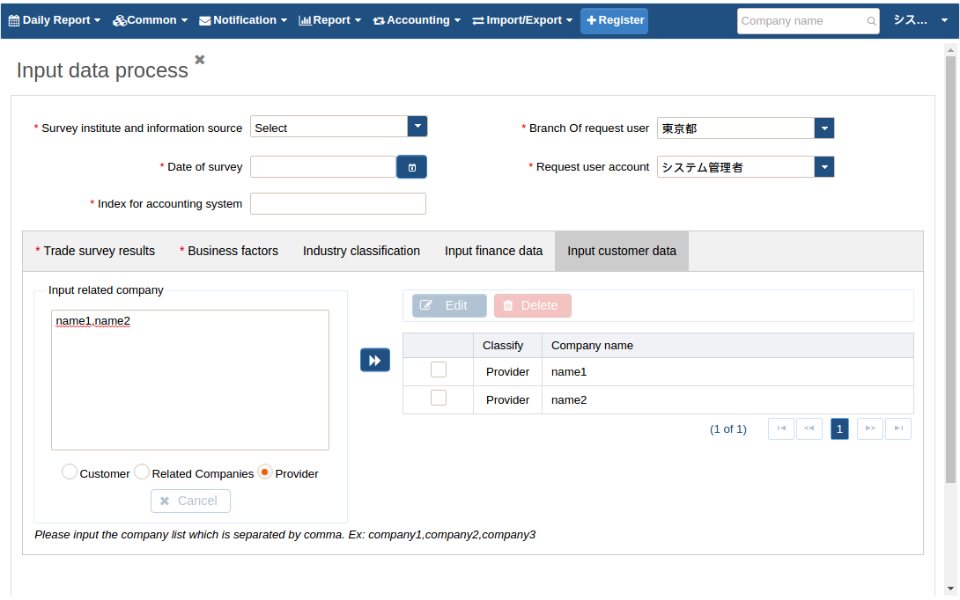 Daily Report Common Notification Report Accounting Import/Export Register Company name シス...
Input data process
* Survey institute and information source Select * Branch Of request user 東京都
* Date of survey * Request user account システム管理者
* Index for accounting system
* Trade survey results * Business factors Industry classification Input finance data Input customer data
Input related company
name1,name2
Edit Delete
Classify Company name
Provider name1
Provider name2
(1 of 1) 1
Customer Related Companies Provider
Cancel
Please input the company list which is separated by comma. Ex: company1,company2,company3